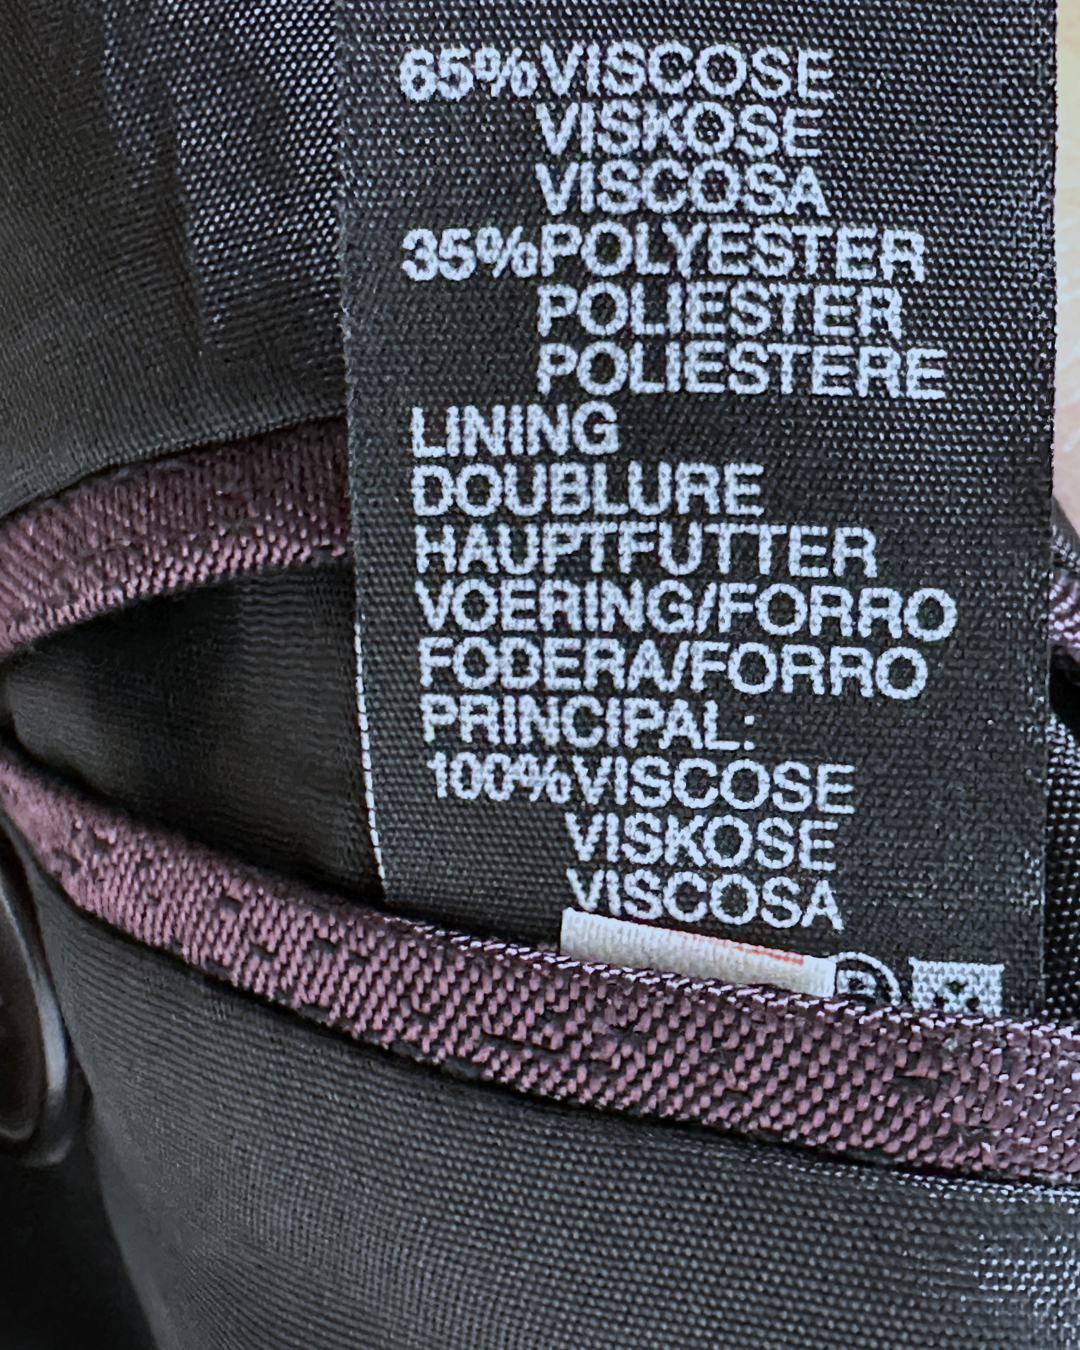 65%VISCOSE
VISKOSE
VISCOSA
35%POLYESTER
POLIESTER
POLIESTERE
LINING
DOUBLURE
HAUPTFUTTER
VOERING/FORRO
FODERA/FORRO
PRINCIPAL:
100%VISCOSE
VISKOSE
VISCOSA
P